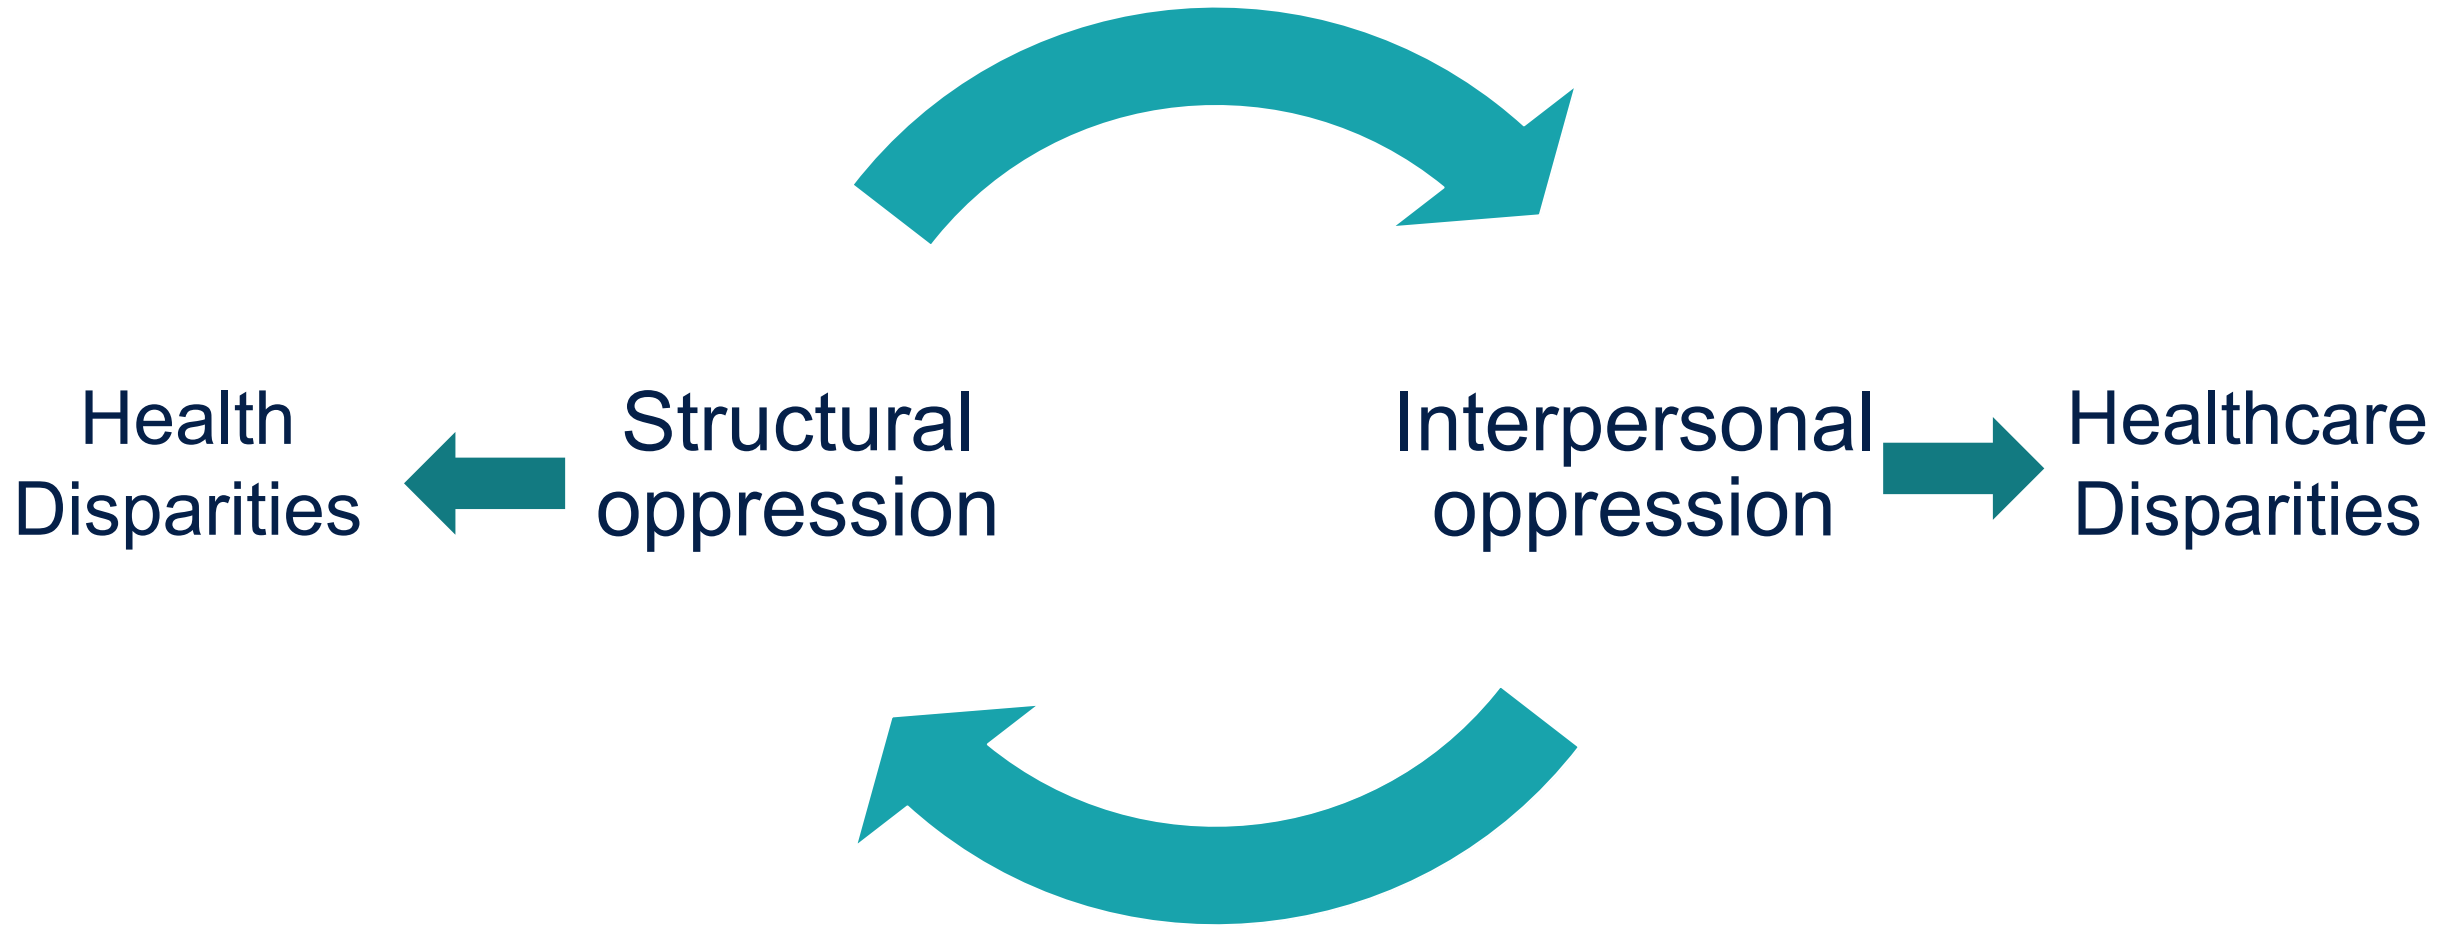 Health
Disparities
Structural
oppression
Interpersonal
oppression
Healthcare
Disparities